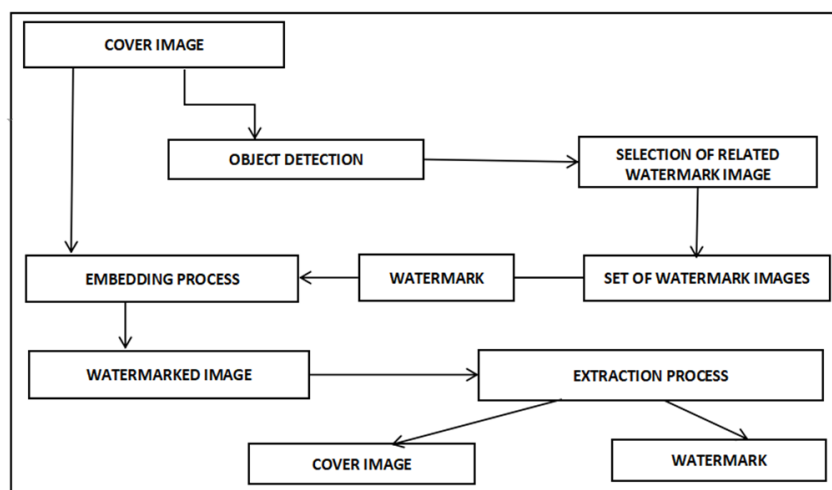 COVER IMAGE
OBJECT DETECTION
SELECTION OF RELATED
WATERMARK IMAGE
EMBEDDING PROCESS
WATERMARK
SET OF WATERMARK IMAGES
WATERMARKED IMAGE
EXTRACTION PROCESS
COVER IMAGE
WATERMARK